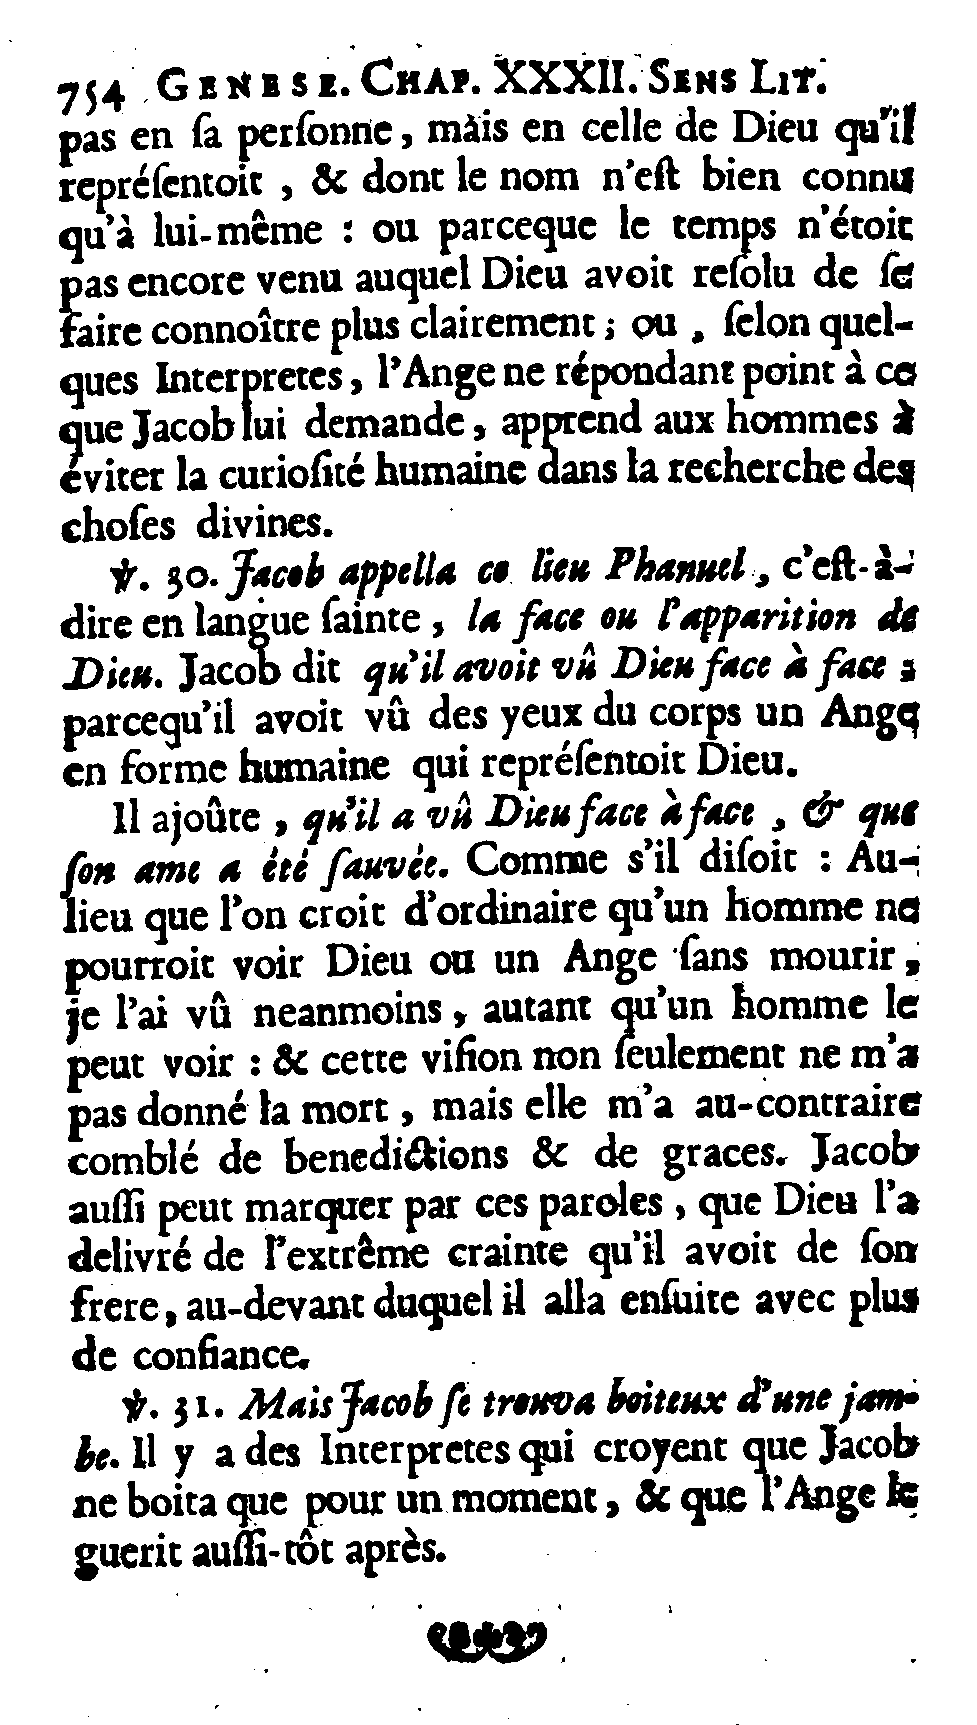 754 GENESE. CHAP. XXXII. SENS LIT.
pas en ſa perſonne, mais en celle de Dieu qu'il
repréſentoit, & dont le nom n'eſt bien connu
qu'à lui-même : ou parceque le temps n'étoit
pas encore venu auquel Dieu avoit reſolu de ſe
faire connoître plus clairement ; ou, ſelon quel-
ques Interpretes, l'Ange ne répondant point à ce
que Jacob lui demande, apprend aux hommes à
éviter la curioſité humaine dans la recherche des
choſes divines.
℣. 30. Jacob appella ce lieu Phanuel, c'eſt-à-
dire en langue ſainte, la face ou l'apparition de
Dieu. Jacob dit qu'il avoit vû Dieu face à face ;
parcequ'il avoit vû des yeux du corps un Ange
en forme humaine qui repréſentoit Dieu.
Il ajoûte, qu'il a vû Dieu face à face, & que
ſon ame a été ſauvée. Comme s'il diſoit : Au-
lieu que l'on croit d'ordinaire qu'un homme ne
pourroit voir Dieu ou un Ange ſans mourir,
je l'ai vû neanmoins, autant qu'un homme le
peut voir : & cette viſion non ſeulement ne m'a
pas donné la mort, mais elle m'a au-contraire
comblé de benedictions & de graces. Jacob
auſſi peut marquer par ces paroles, que Dieu l'a
delivré de l'extrême crainte qu'il avoit de ſon
frere, au-devant duquel il alla enſuite avec plus
de confiance.
℣. 31. Mais Jacob ſe trouva boiteux d'une jam-
be. Il y a des Interpretes qui croyent que Jacob
ne boita que pour un moment, & que l'Ange le
guerit auſſi-tôt après.